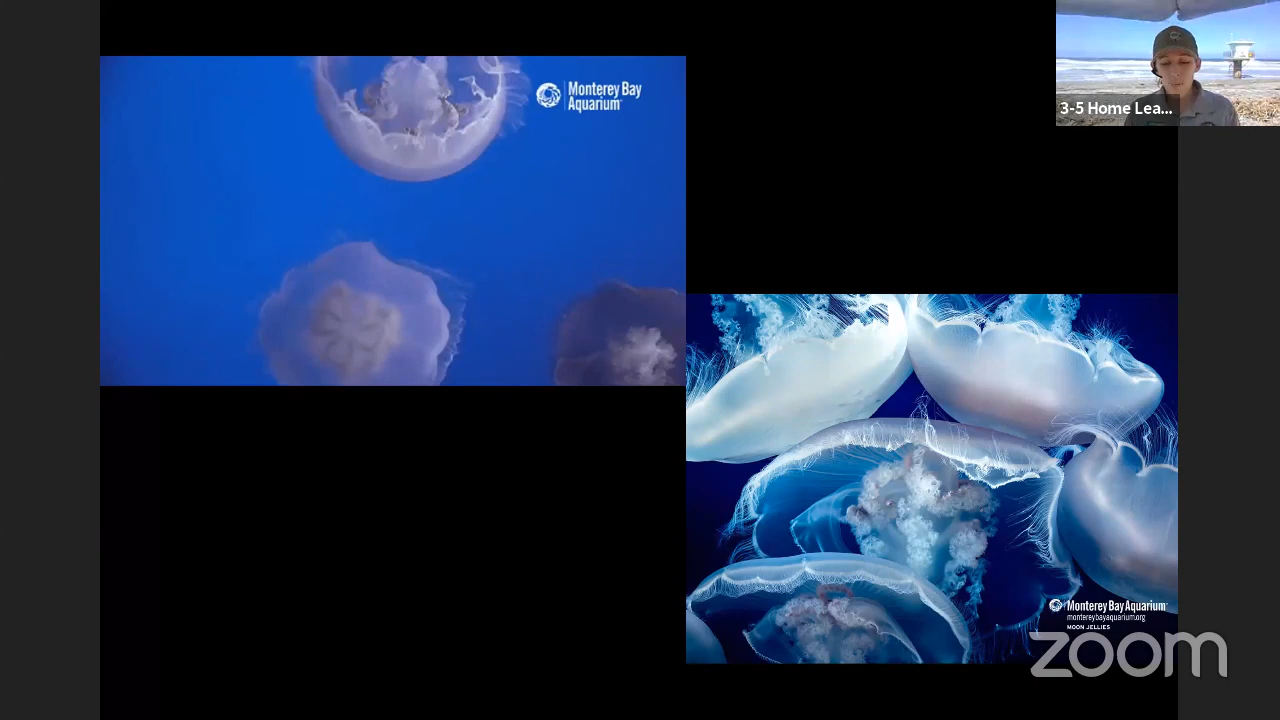 Monterey Bay
Aquarium
3-5 Home Lea...
Monterey Bay Aquarium
montereybayaquarium.org
MOON JELLIES
zoom